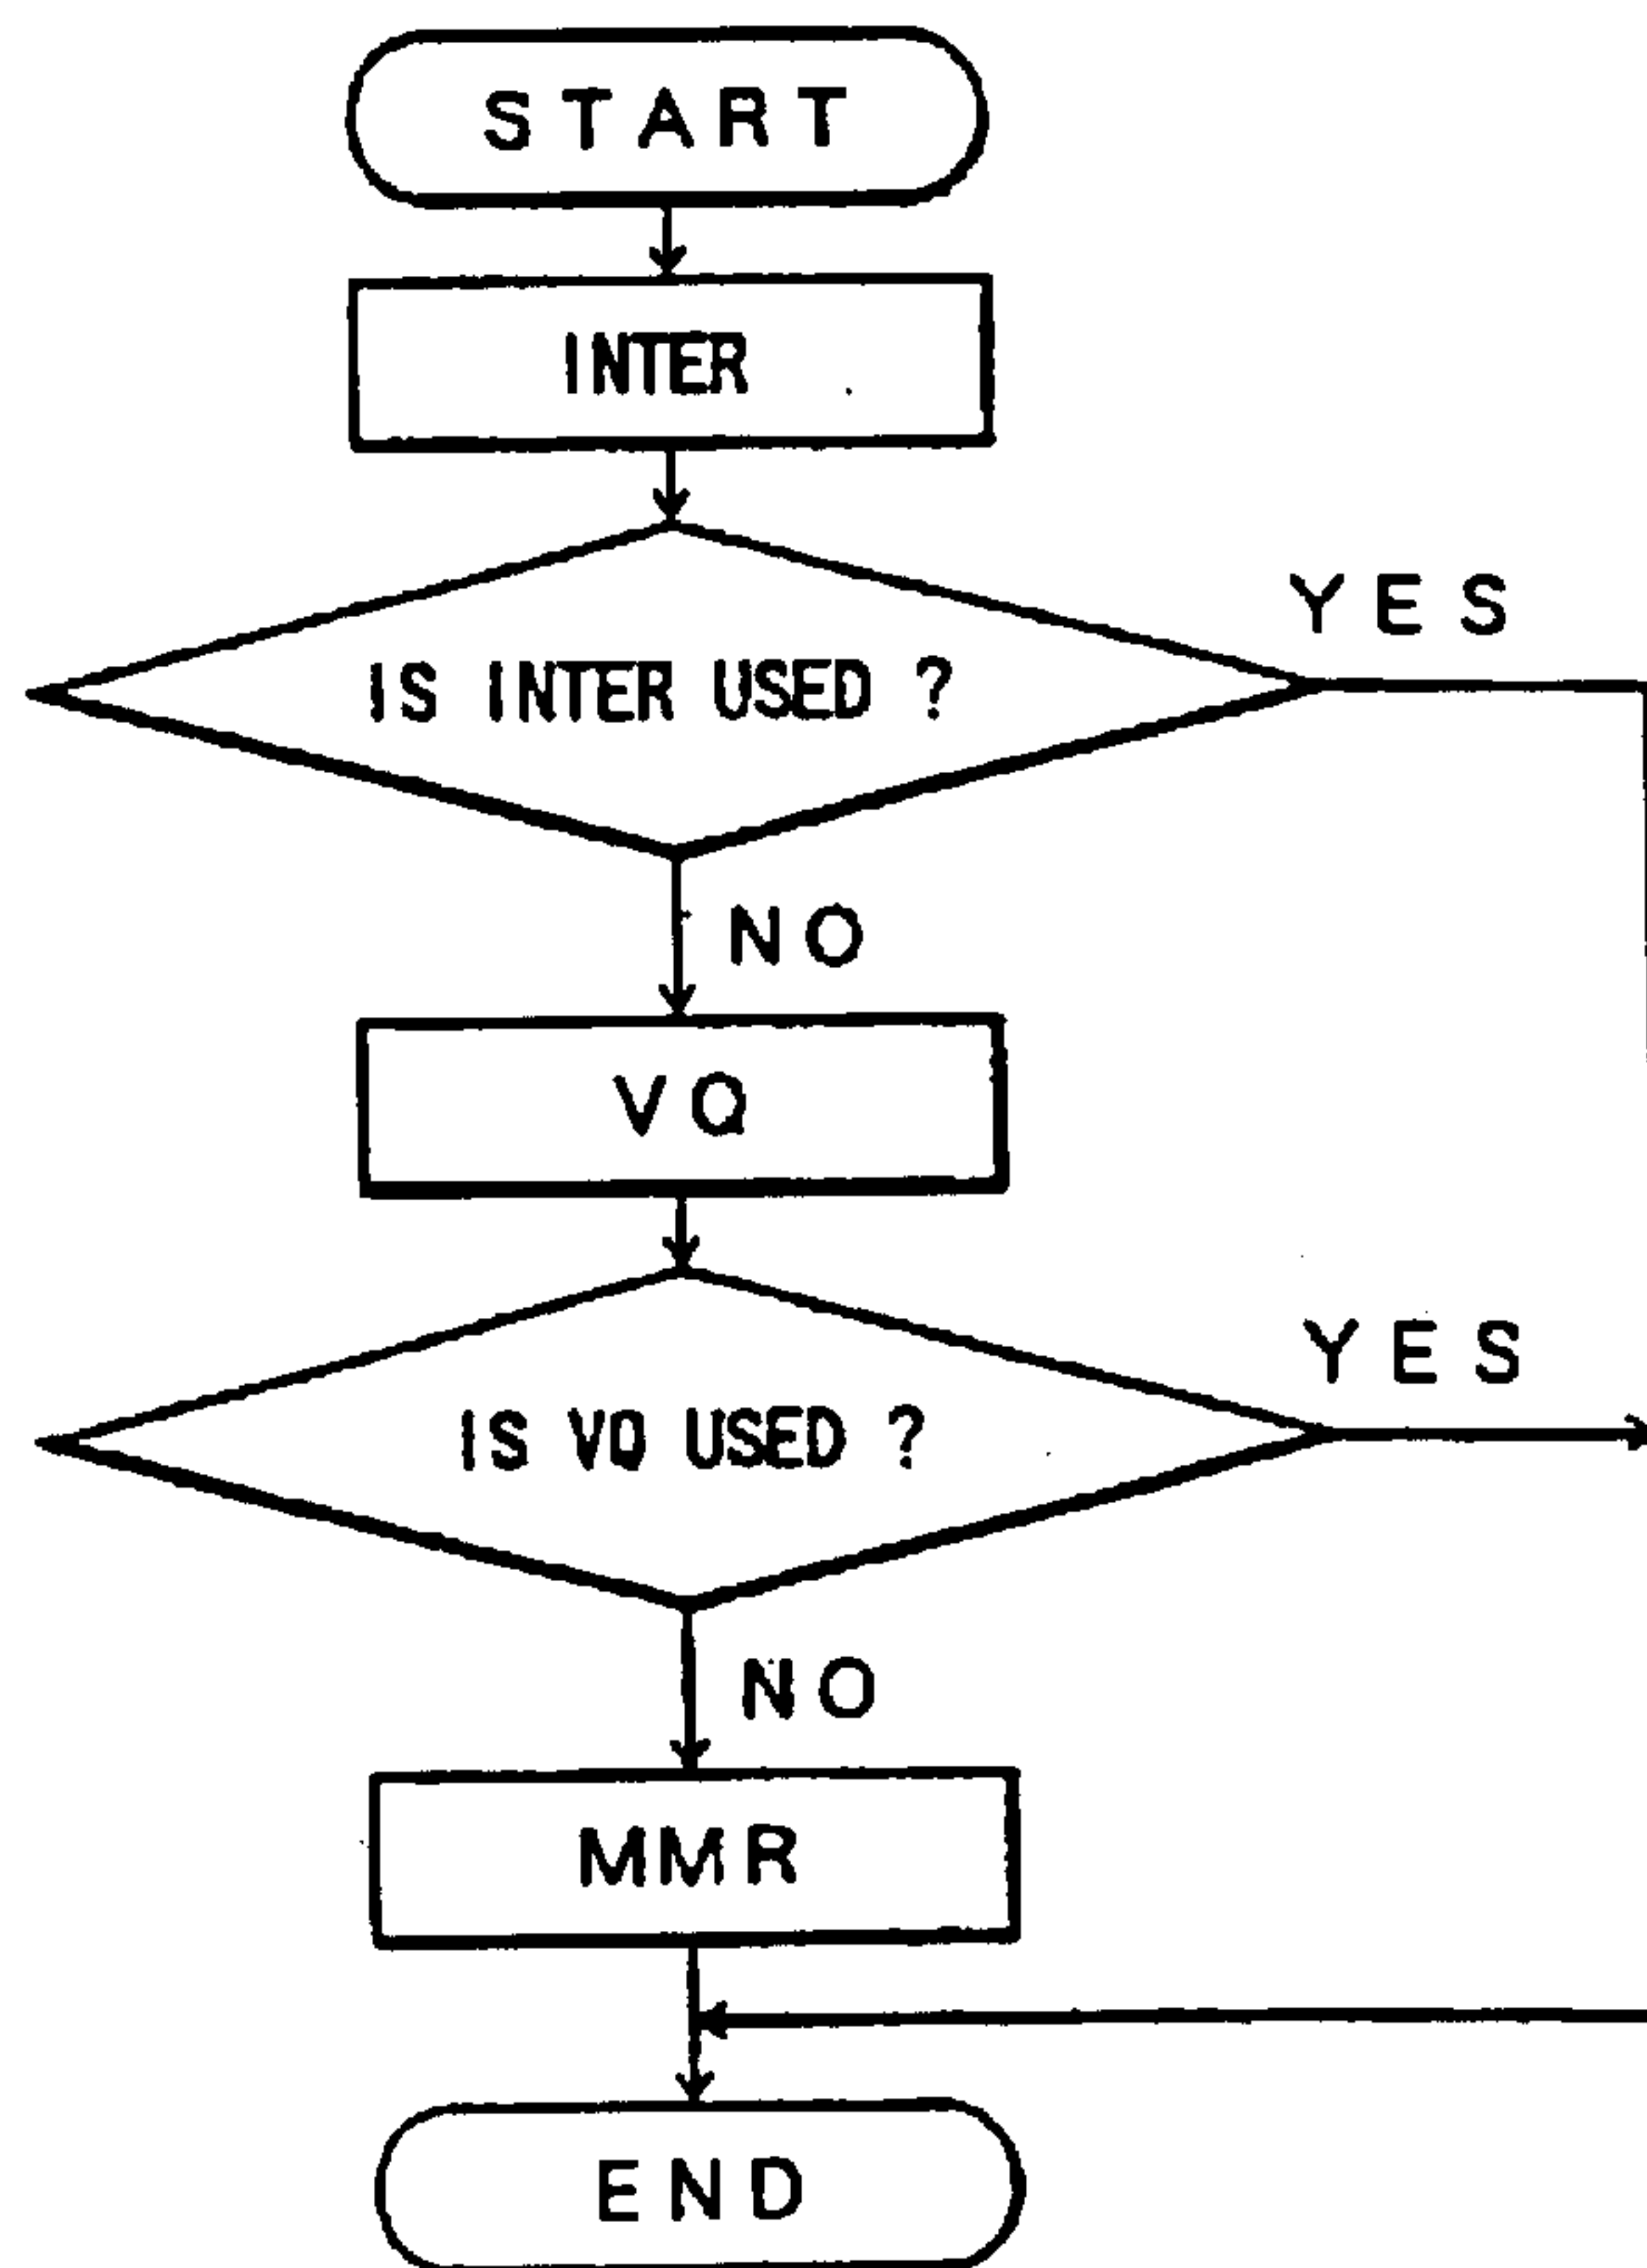 START
INTER
IS INTER USED ?
YES
NO
VQ
IS VQ USED ?
YES
NO
MMR
END